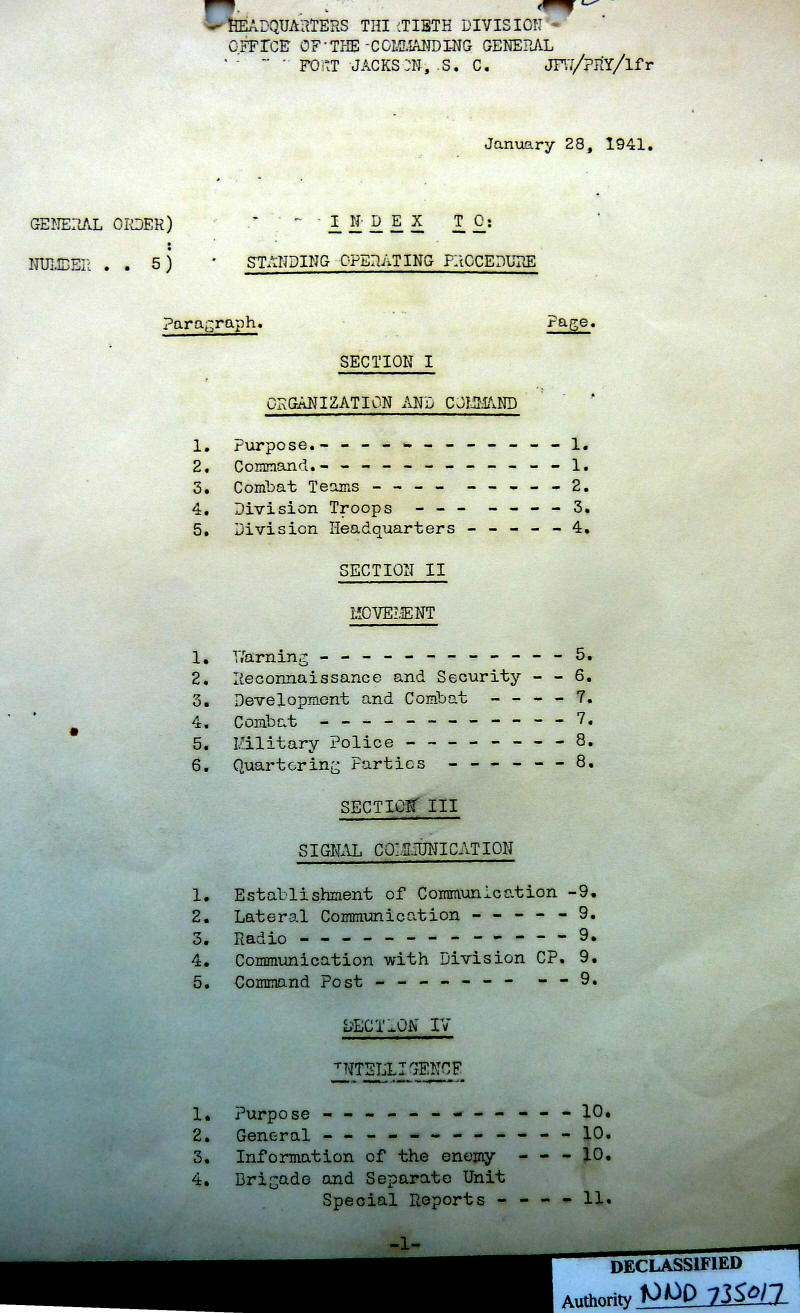 HEADQUARTERS THIRTIETH DIVISION
OFFICE OF THE COMMANDING GENERAL
FORT JACKSON, S. C. JFW/PRY/lfr
January 28, 1941.
GENERAL ORDER) I N D E X T O:
:
NUMBER . . 5) STANDING OPERATING PROCEDURE
Paragraph. Page.
SECTION I
ORGANIZATION AND COMMAND
1. Purpose.- - - - - - - - - - - - 1.
2. Command.- - - - - - - - - - - - 1.
3. Combat Teams - - - - - - - - - 2.
4. Division Troops - - - - - - - 3.
5. Division Headquarters - - - - - 4.
SECTION II
MOVEMENT
1. Warning - - - - - - - - - - - - 5.
2. Reconnaissance and Security - - 6.
3. Development and Combat - - - - 7.
4. Combat - - - - - - - - - - - - 7.
5. Military Police - - - - - - - - 8.
6. Quartering Parties - - - - - - 8.
SECTION III
SIGNAL COMMUNICATION
1. Establishment of Communication -9.
2. Lateral Communication - - - - - 9.
3. Radio - - - - - - - - - - - - - 9.
4. Communication with Division CP. 9.
5. Command Post - - - - - - - - - 9.
SECTION IV
INTELLIGENCE
1. Purpose - - - - - - - - - - - - 10.
2. General - - - - - - - - - - - - 10.
3. Information of the enemy - - - 10.
4. Brigade and Separate Unit
Special Reports - - - - 11.
-1-
DECLASSIFIED
Authority NND 735017